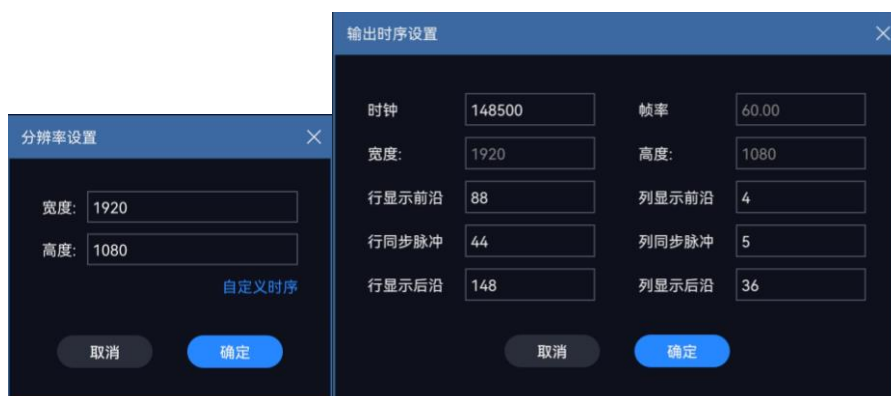 分辨率设置
宽度: 1920
高度: 1080
自定义时序
取消 确定
输出时序设置
时钟 148500 帧率 60.00
宽度: 1920 高度: 1080
行显示前沿 88 列显示前沿 4
行同步脉冲 44 列同步脉冲 5
行显示后沿 148 列显示后沿 36
取消 确定